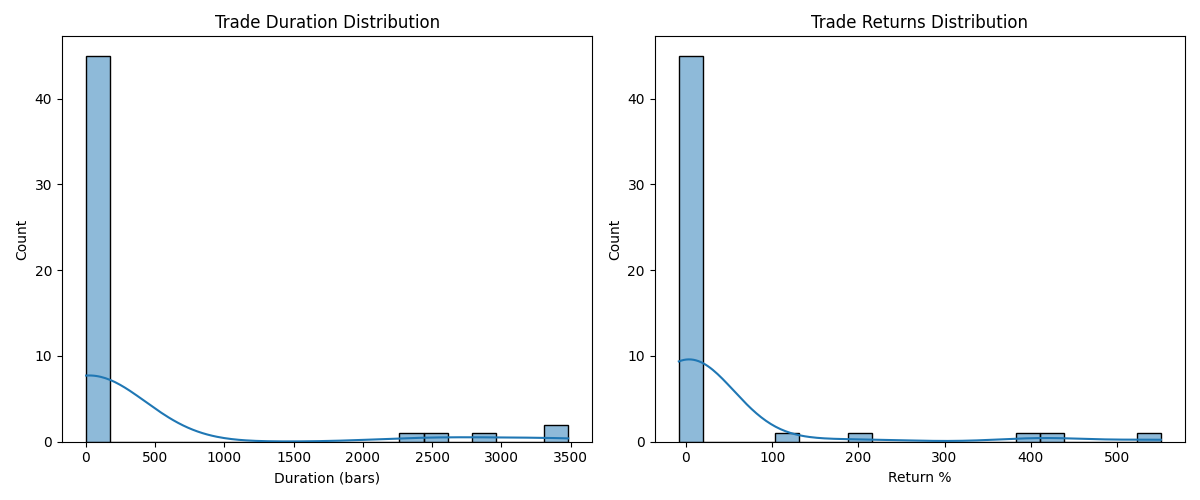 Trade Duration Distribution
Count
40
30
20
10
0
0 500 1000 1500 2000 2500 3000 3500
Duration (bars)
Trade Returns Distribution
Count
40
30
20
10
0
0 100 200 300 400 500
Return %